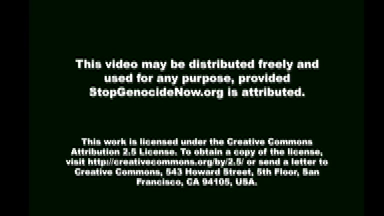 This video may be distributed freely and
used for any purpose, provided
StopGenocideNow.org is attributed.
This work is licensed under the Creative Commons
Attribution 2.5 License. To obtain a copy of the license,
visit http://creativecommons.org/by/2.5/ or send a letter to
Creative Commons, 543 Howard Street, 5th Floor, San
Francisco, CA 94105, USA.